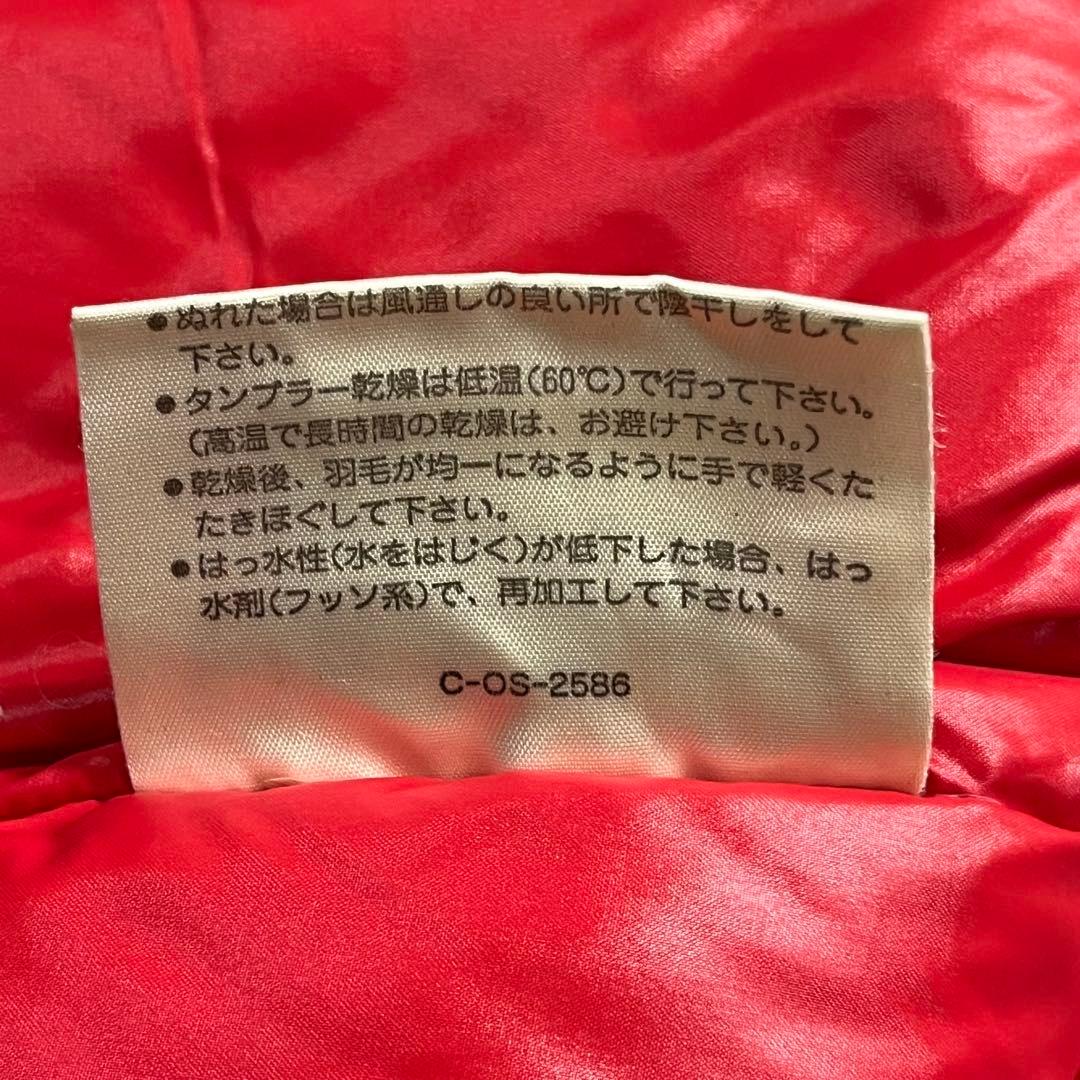 ●ぬれた場合は風通しの良い所で陰干しをして
下さい。
●タンブラー乾燥は低温(60℃)で行って下さい。
(高温で長時間の乾燥は、お避け下さい。)
●乾燥後、羽毛が均一になるように手で軽くた
たきほぐして下さい。
●はっ水性(水をはじく)が低下した場合、はっ
水剤(フッソ系)で、再加工して下さい。
C-OS-2586